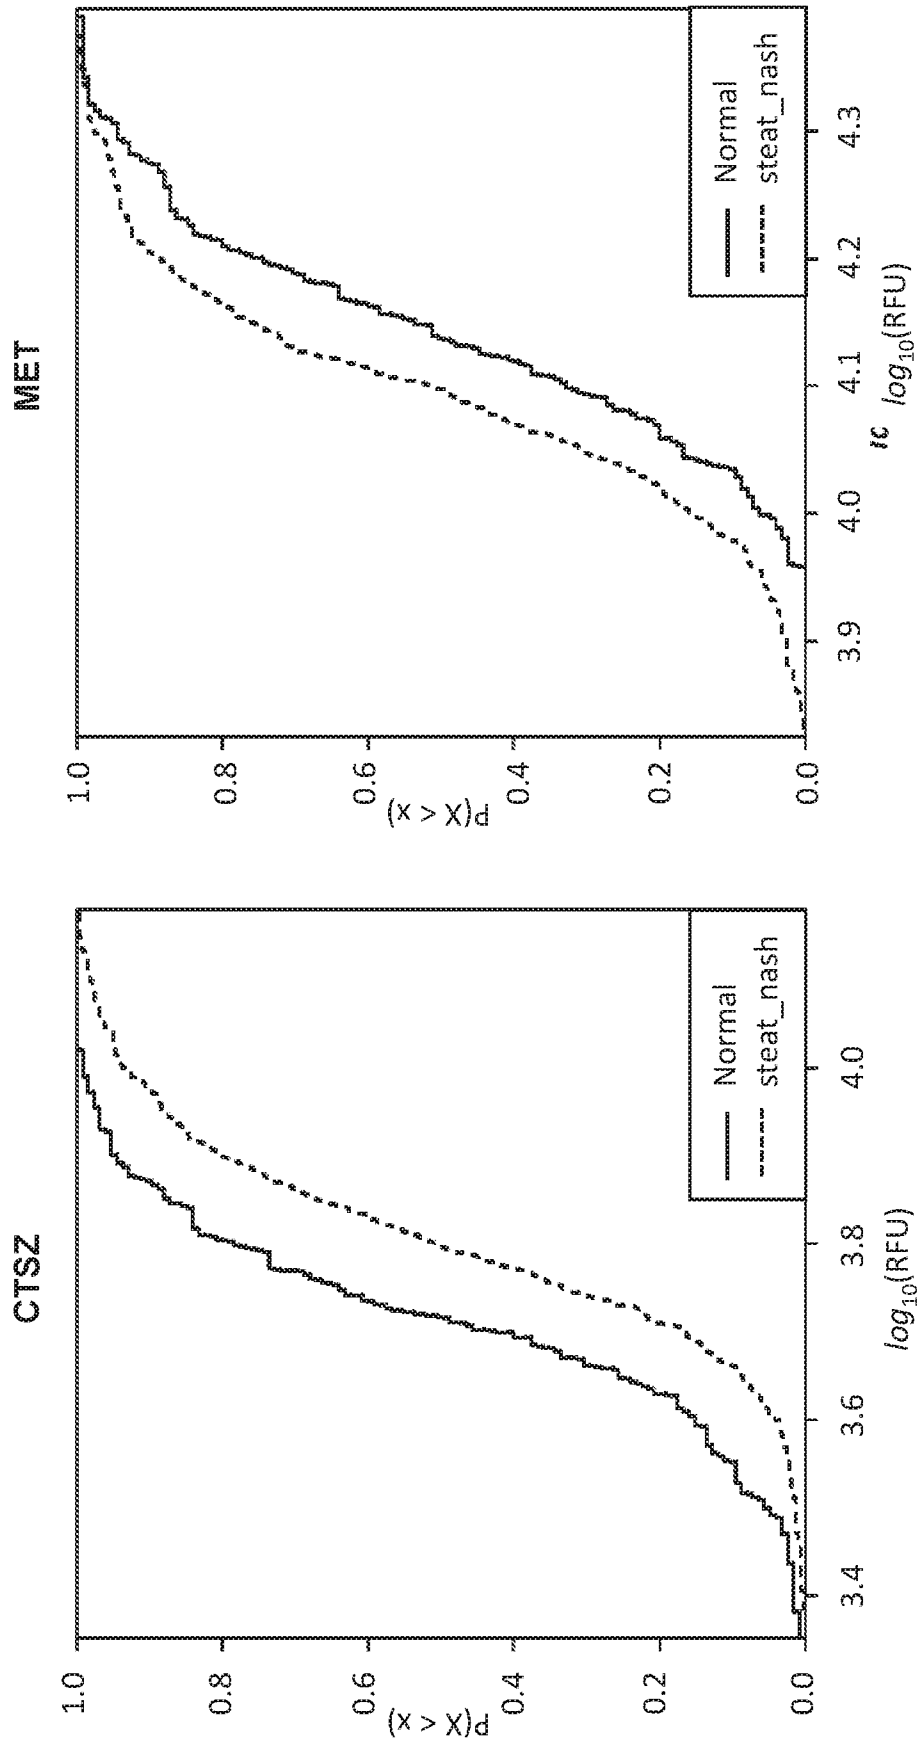 CTSZ
1.0
0.8
0.6
0.4
0.2
0.0
P(X < x)
3.4
3.6
3.8
4.0
log10(RFU)
Normal
steat_nash
MET
1.0
0.8
0.6
0.4
0.2
0.0
P(X < x)
3.9
4.0
4.1
4.2
4.3
IC
log10(RFU)
Normal
steat_nash